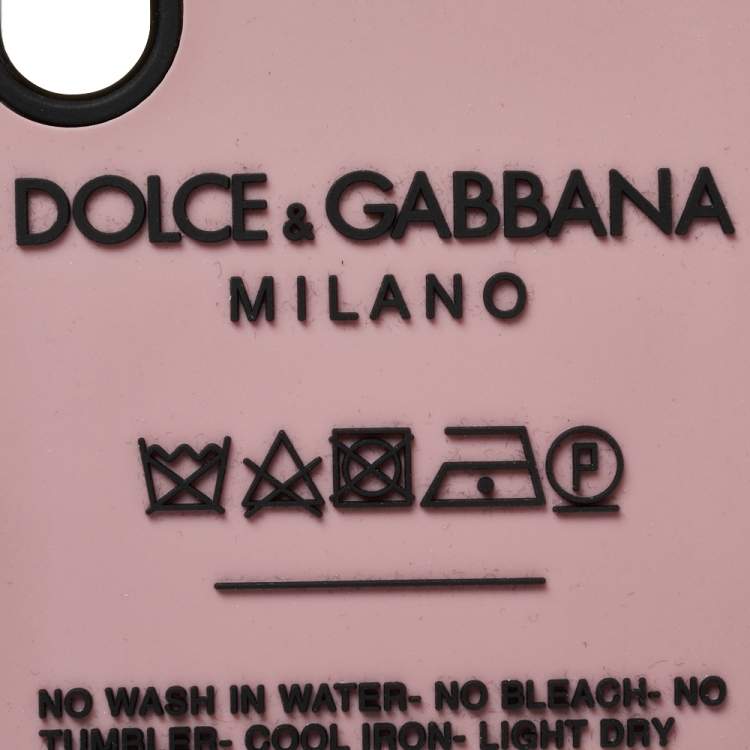 DOLCE & GABBANA
MILANO
P
NO WASH IN WATER- NO BLEACH- NO
TUMBLER- COOL IRON- LIGHT DRY